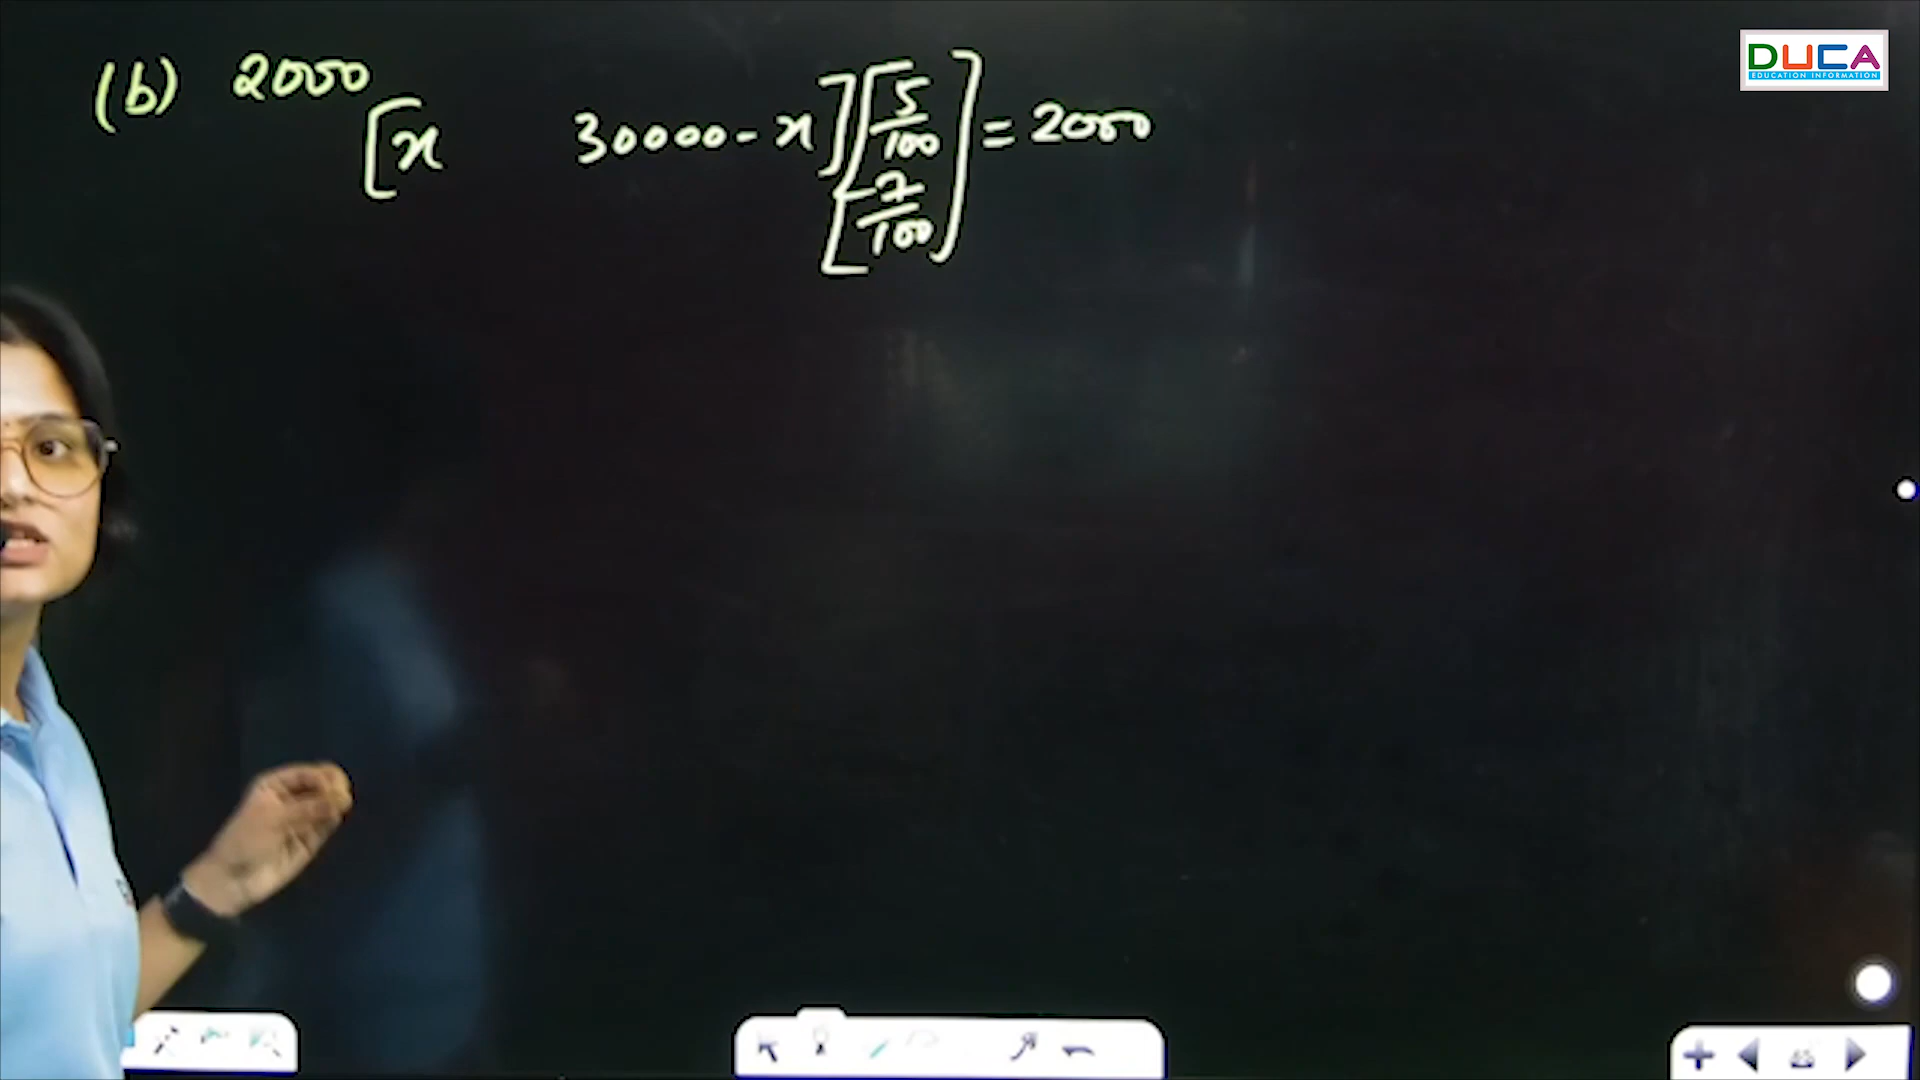 (b) 2000
[x 30000 - x] [5/100 7/100] = 2000
DUCA
EDUCATION INFORMATION